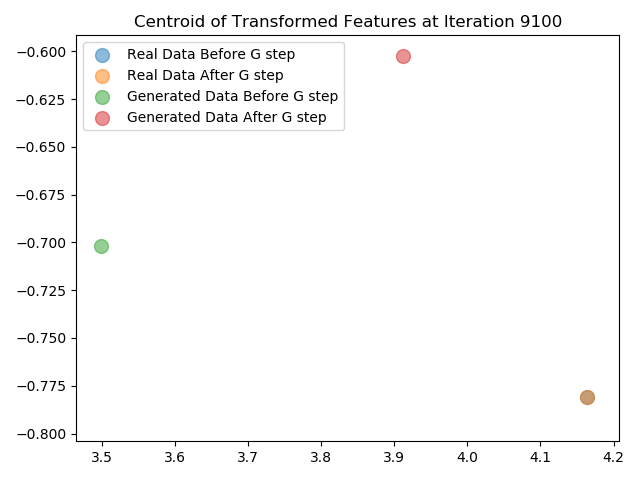 Centroid of Transformed Features at Iteration 9100
Real Data Before G step
Real Data After G step
Generated Data Before G step
Generated Data After G step
−0.600
−0.625
−0.650
−0.675
−0.700
−0.725
−0.750
−0.775
−0.800
3.5 3.6 3.7 3.8 3.9 4.0 4.1 4.2